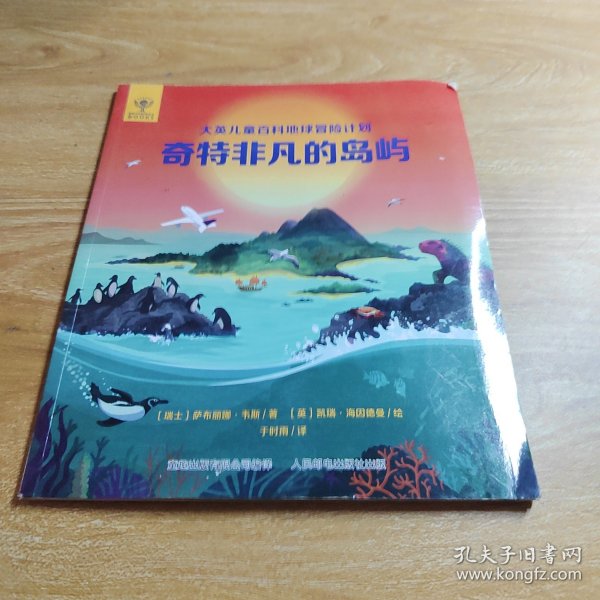 BOOKS
大英儿童百科地球冒险计划
奇特非凡的岛屿
[瑞士]萨布丽娜·韦斯/著 [英]凯瑞·海因德曼/绘
于时雨/译
人民邮电出版社出版
孔夫子旧书网
www.kongfz.com